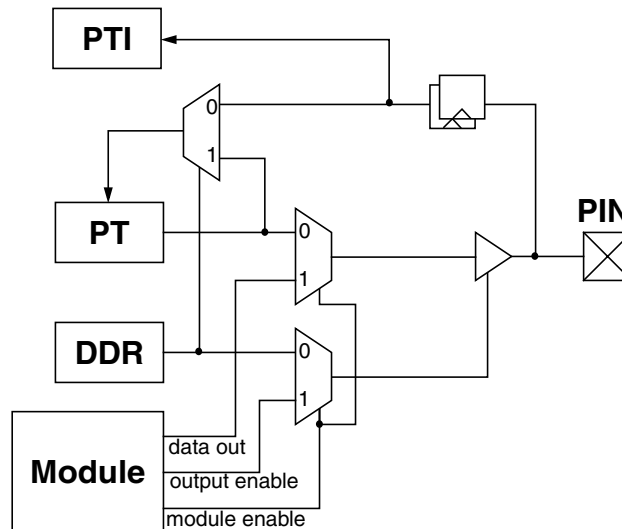 PTI
0
1
PT
PIN
0
1
DDR
0
1
Module
data out
output enable
module enable